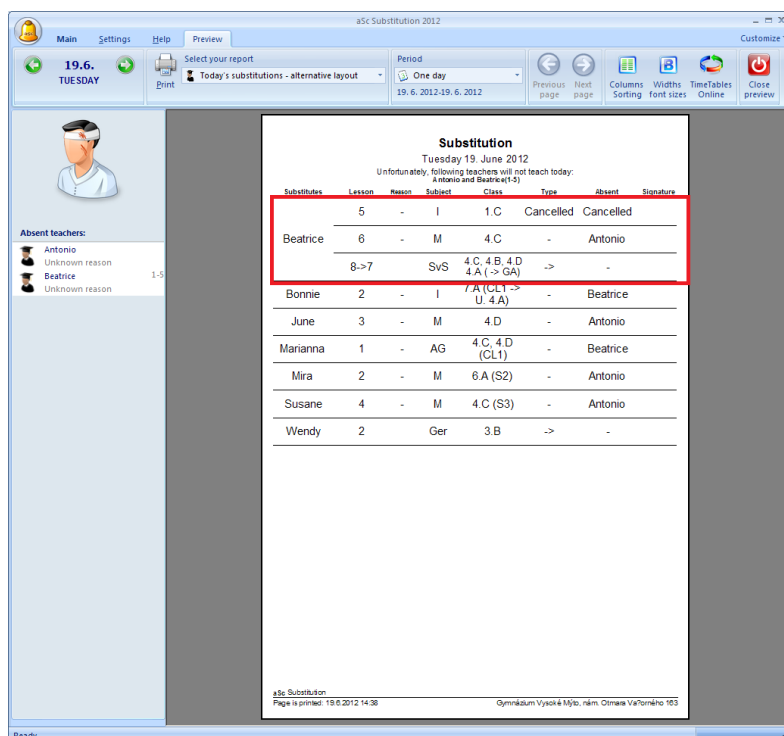 aSc Substitution 2012
Main Settings Help Preview Customize
19.6.
TUESDAY
Print
Select your report
Today's substitutions - alternative layout
Period
One day
19. 6. 2012-19. 6. 2012
Previous page
Next page
Columns Sorting
Widths font sizes
TimeTables Online
Close preview
Absent teachers:
Antonio
Unknown reason
Beatrice 1-5
Unknown reason
Substitution
Tuesday 19. June 2012
Unfortunately, following teachers will not teach today:
Antonio and Beatrice(1-5)
Substitutes Lesson Reason Subject Class Type Absent Signature
5 - I 1.C Cancelled Cancelled
Beatrice 6 - M 4.C - Antonio
8->7 SvS 4.C, 4.B, 4.D 4.A ( -> GA) -> -
Bonnie 2 - I 7.A (CL1 -> U. 4.A) - Beatrice
June 3 - M 4.D - Antonio
Marianna 1 - AG 4.C, 4.D (CL1) - Beatrice
Mira 2 - M 6.A (S2) - Antonio
Susane 4 - M 4.C (S3) - Antonio
Wendy 2 Ger 3.B -> -
aSc Substitution
Page is printed: 19.6.2012 14:38 Gymnázium Vysoké Mýto, nám. Otmara Va?orného 163
Ready